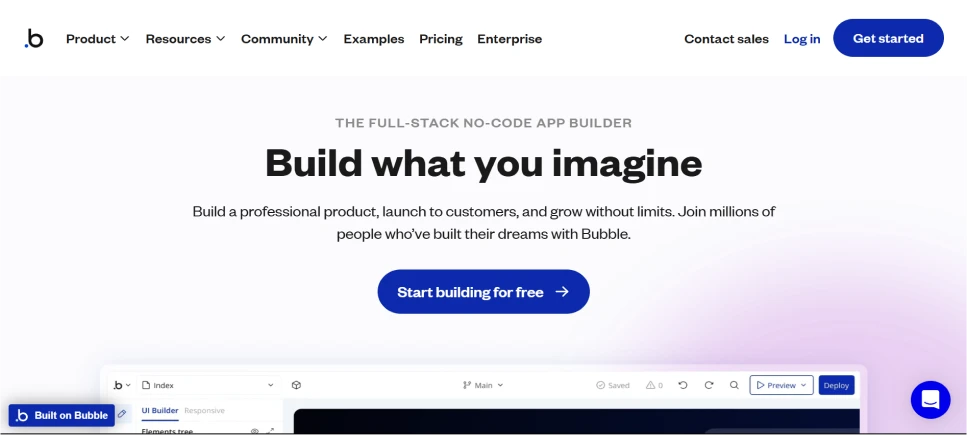 .b Product Resources Community Examples Pricing Enterprise Contact sales Log in Get started
THE FULL-STACK NO-CODE APP BUILDER
Build what you imagine
Build a professional product, launch to customers, and grow without limits. Join millions of
people who’ve built their dreams with Bubble.
Start building for free
.b Index Main Saved 0 Preview Deploy
UI Builder Responsive
.b Built on Bubble
Elements tree